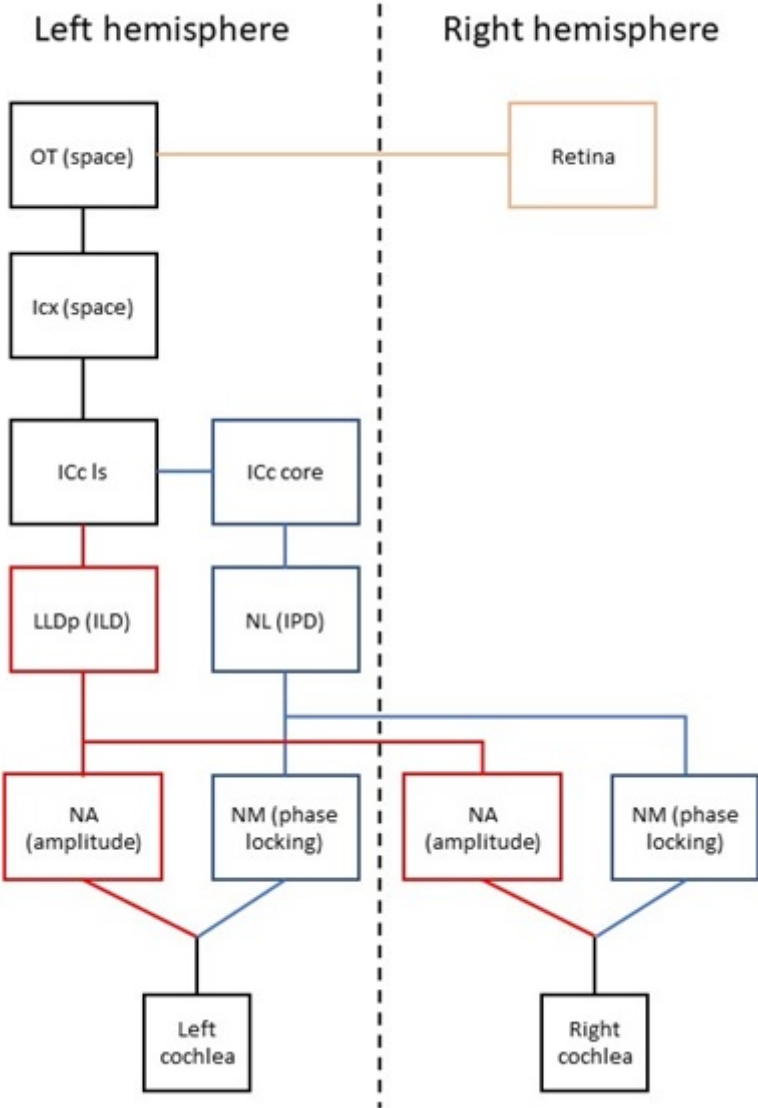 Left hemisphere
Right hemisphere
OT (space)
Retina
Icx (space)
ICc ls
ICc core
LLDp (ILD)
NL (IPD)
NA
(amplitude)
NM (phase
locking)
NA
(amplitude)
NM (phase
locking)
Left
cochlea
Right
cochlea